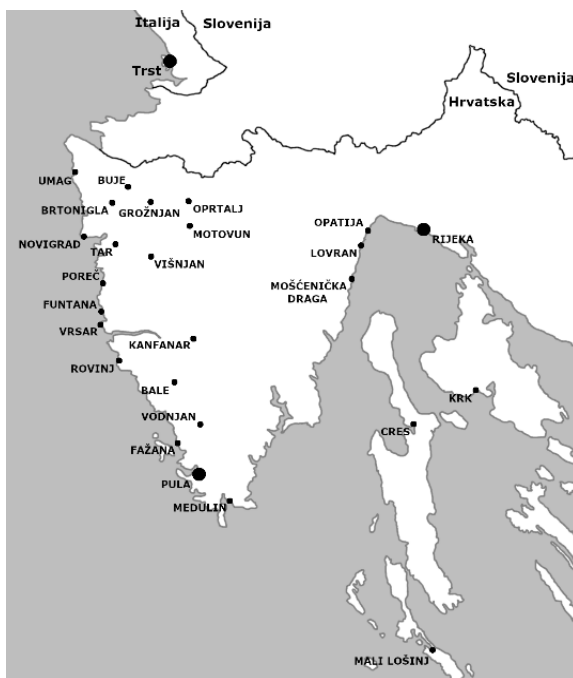 Italija
Slovenija
Trst
Slovenija
Hrvatska
UMAG
BUJE
BRTONIGLA
GROŽNJAN
OPRTALJ
MOTOVUN
NOVIGRAD
TAR
VIŠNJAN
OPATIJA
RIJEKA
LOVRAN
POREČ
MOŠĆENIČKA
DRAGA
FUNTANA
VRSAR
KANFANAR
ROVINJ
BALE
KRK
VODNJAN
CRES
FAŽANA
PULA
MEDULIN
MALI LOŠINJ